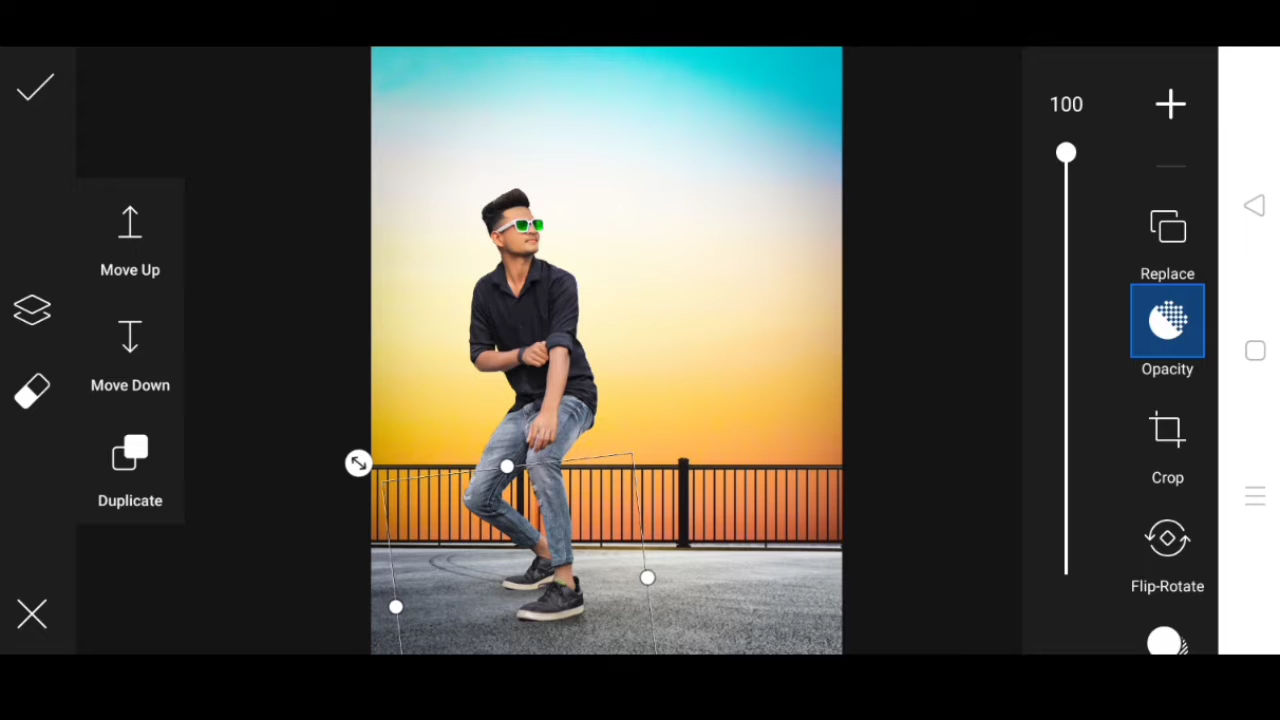 Move Up
Move Down
Duplicate
100
Replace
Opacity
Crop
Flip-Rotate